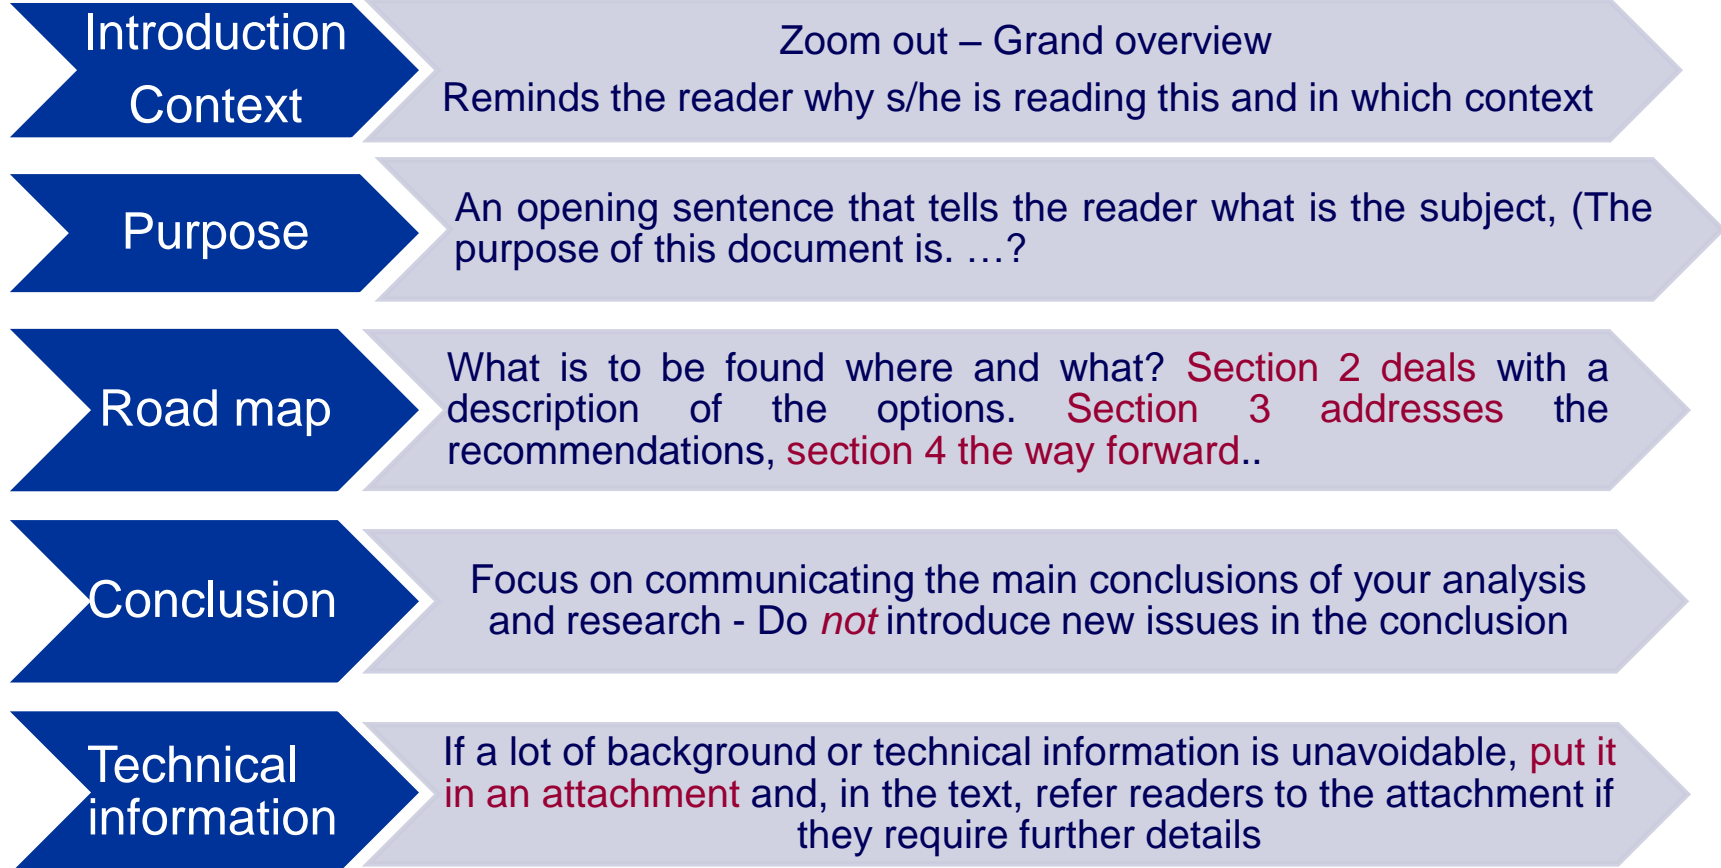 Introduction
Context
Zoom out – Grand overview
Reminds the reader why s/he is reading this and in which context
Purpose
An opening sentence that tells the reader what is the subject, (The
purpose of this document is. …?
Road map
What is to be found where and what? Section 2 deals with a
description of the options. Section 3 addresses the
recommendations, section 4 the way forward..
Conclusion
Focus on communicating the main conclusions of your analysis
and research - Do not introduce new issues in the conclusion
Technical
information
If a lot of background or technical information is unavoidable, put it
in an attachment and, in the text, refer readers to the attachment if
they require further details